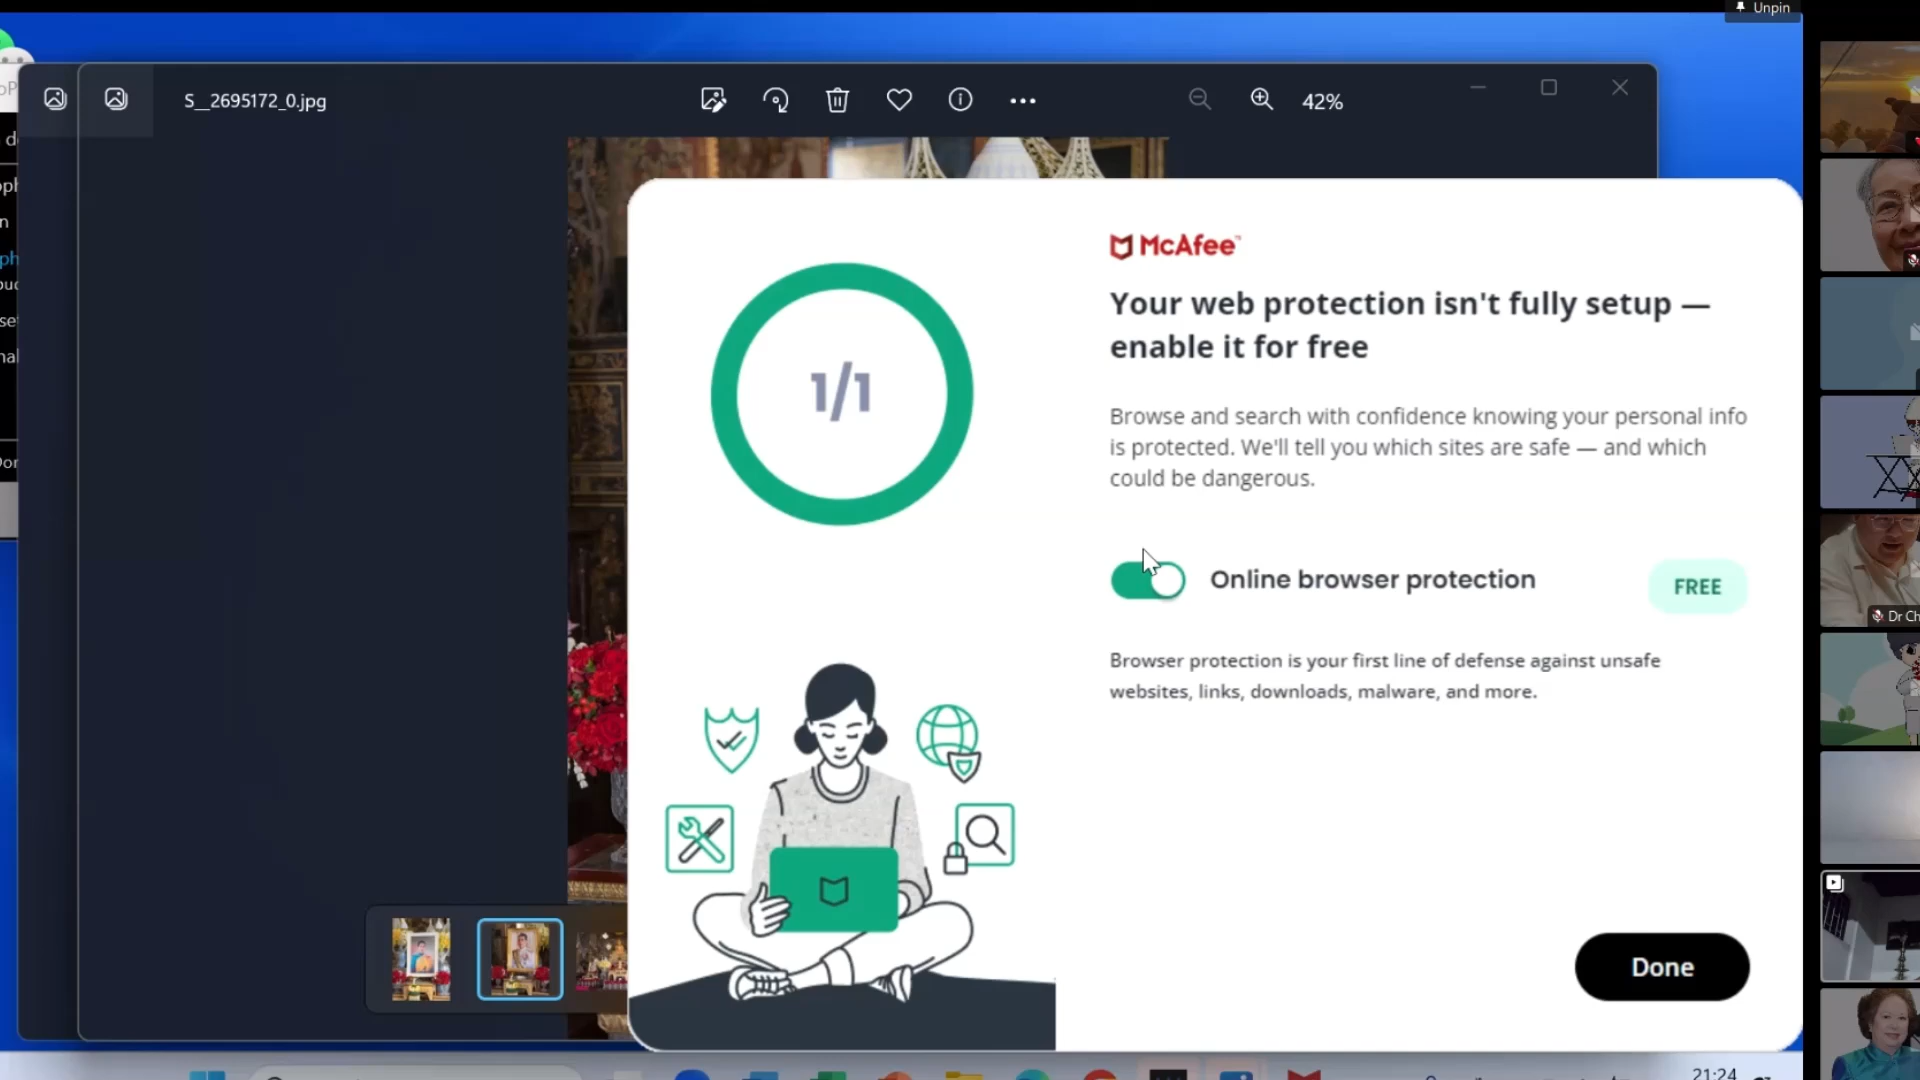 Unpin
S__2695172_0.jpg
42%
McAfee™
Your web protection isn't fully setup —
enable it for free
1/1
Browse and search with confidence knowing your personal info
is protected. We'll tell you which sites are safe — and which
could be dangerous.
Online browser protection
FREE
Browser protection is your first line of defense against unsafe
websites, links, downloads, malware, and more.
Done
Dr Ch
21:24